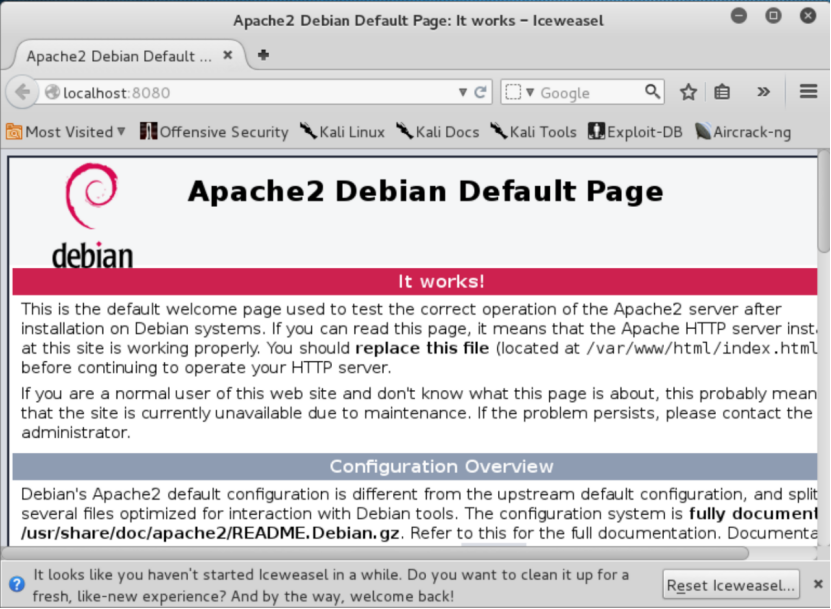 Apache2 Debian Default Page: It works - Iceweasel
Apache2 Debian Default ...
localhost:8080
Google
Most Visited Offensive Security Kali Linux Kali Docs Kali Tools Exploit-DB Aircrack-ng
debian
Apache2 Debian Default Page
It works!
This is the default welcome page used to test the correct operation of the Apache2 server after
installation on Debian systems. If you can read this page, it means that the Apache HTTP server inst
at this site is working properly. You should replace this file (located at /var/www/html/index.html
before continuing to operate your HTTP server.
If you are a normal user of this web site and don't know what this page is about, this probably mean
that the site is currently unavailable due to maintenance. If the problem persists, please contact the
administrator.
Configuration Overview
Debian's Apache2 default configuration is different from the upstream default configuration, and split
several files optimized for interaction with Debian tools. The configuration system is fully document
/usr/share/doc/apache2/README.Debian.gz. Refer to this for the full documentation. Documenta
It looks like you haven't started Iceweasel in a while. Do you want to clean it up for a
fresh, like-new experience? And by the way, welcome back!
Reset Iceweasel...